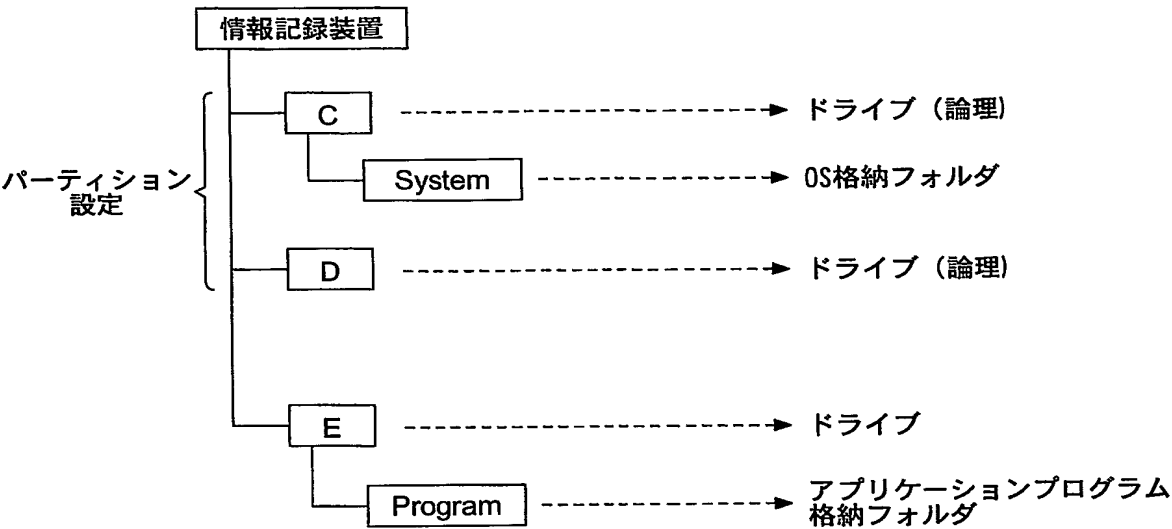 情報記録装置
C
ドライブ（論理)
パーティション
設定
System
OS格納フォルダ
D
ドライブ（論理)
E
ドライブ
Program
アプリケーションプログラム
格納フォルダ